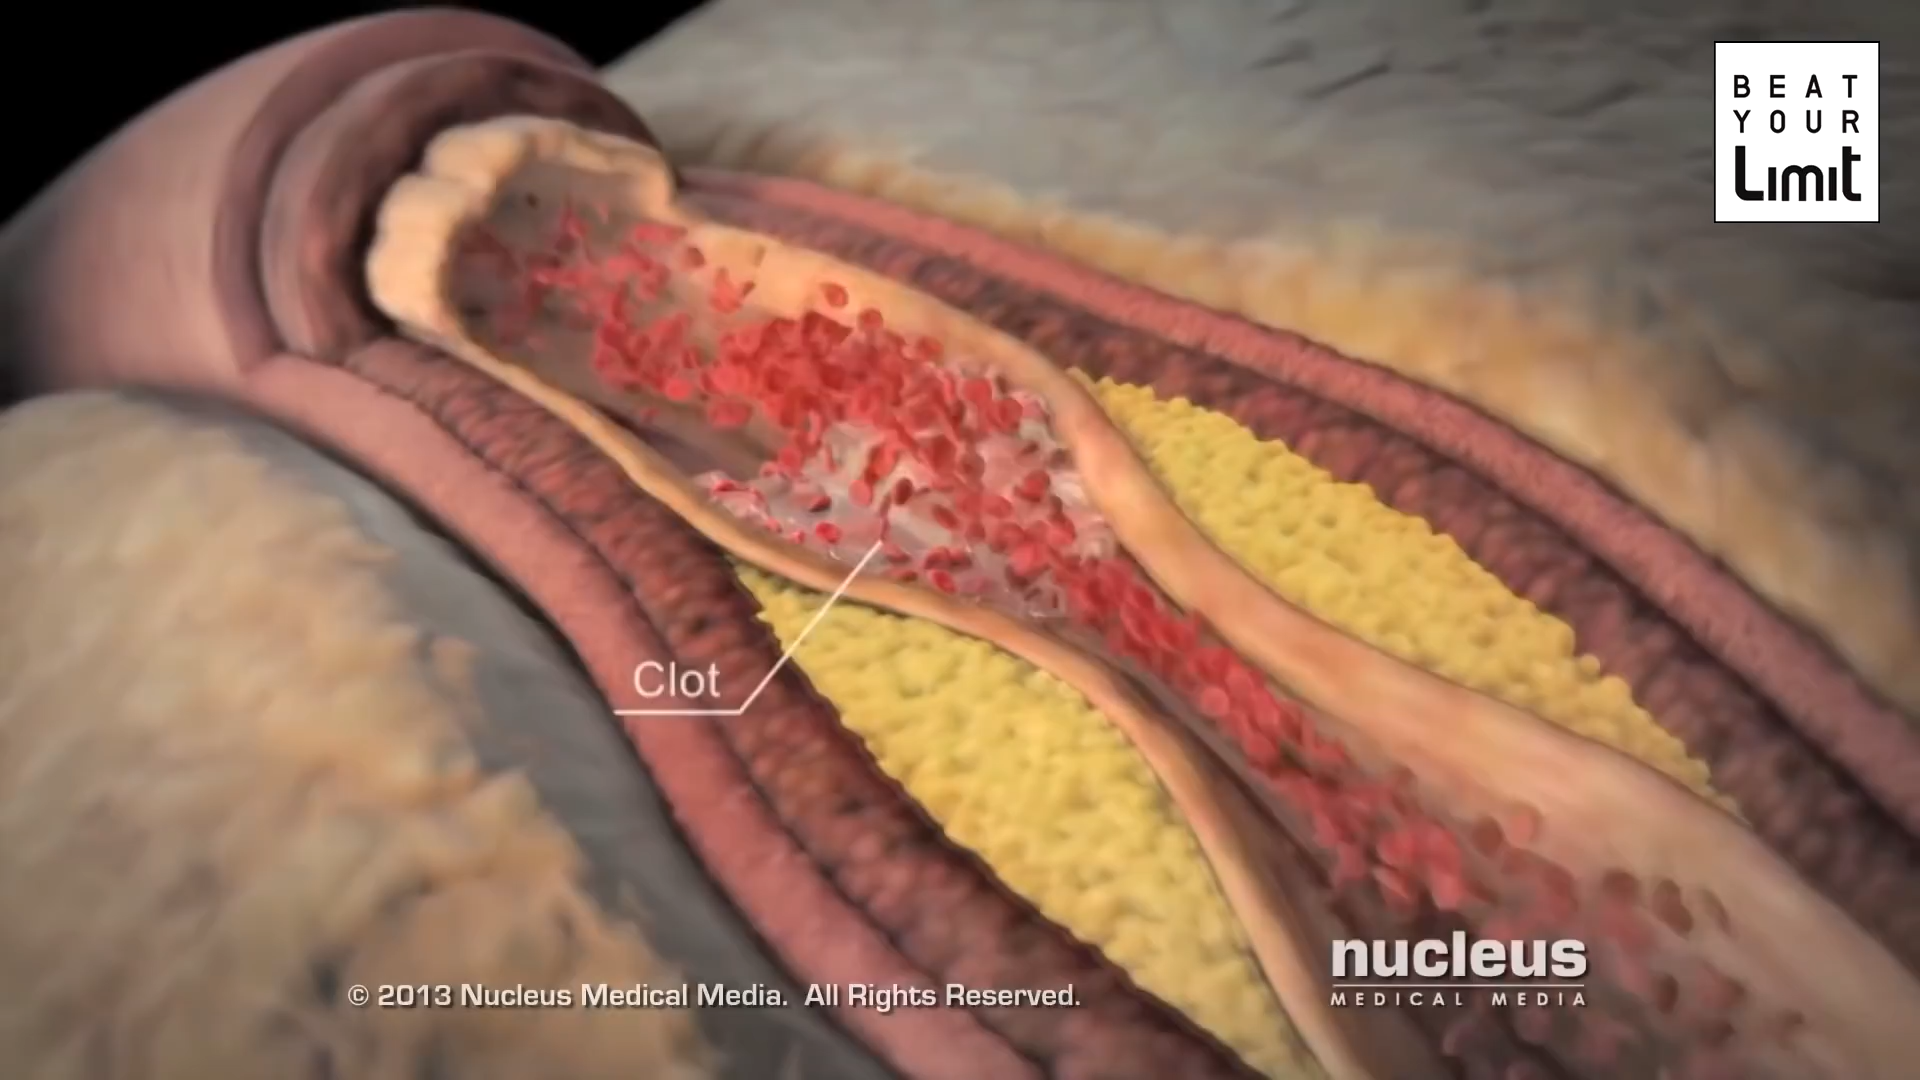 BEAT
YOUR
Limit
Clot
© 2013 Nucleus Medical Media. All Rights Reserved.
nucleus
MEDICAL MEDIA